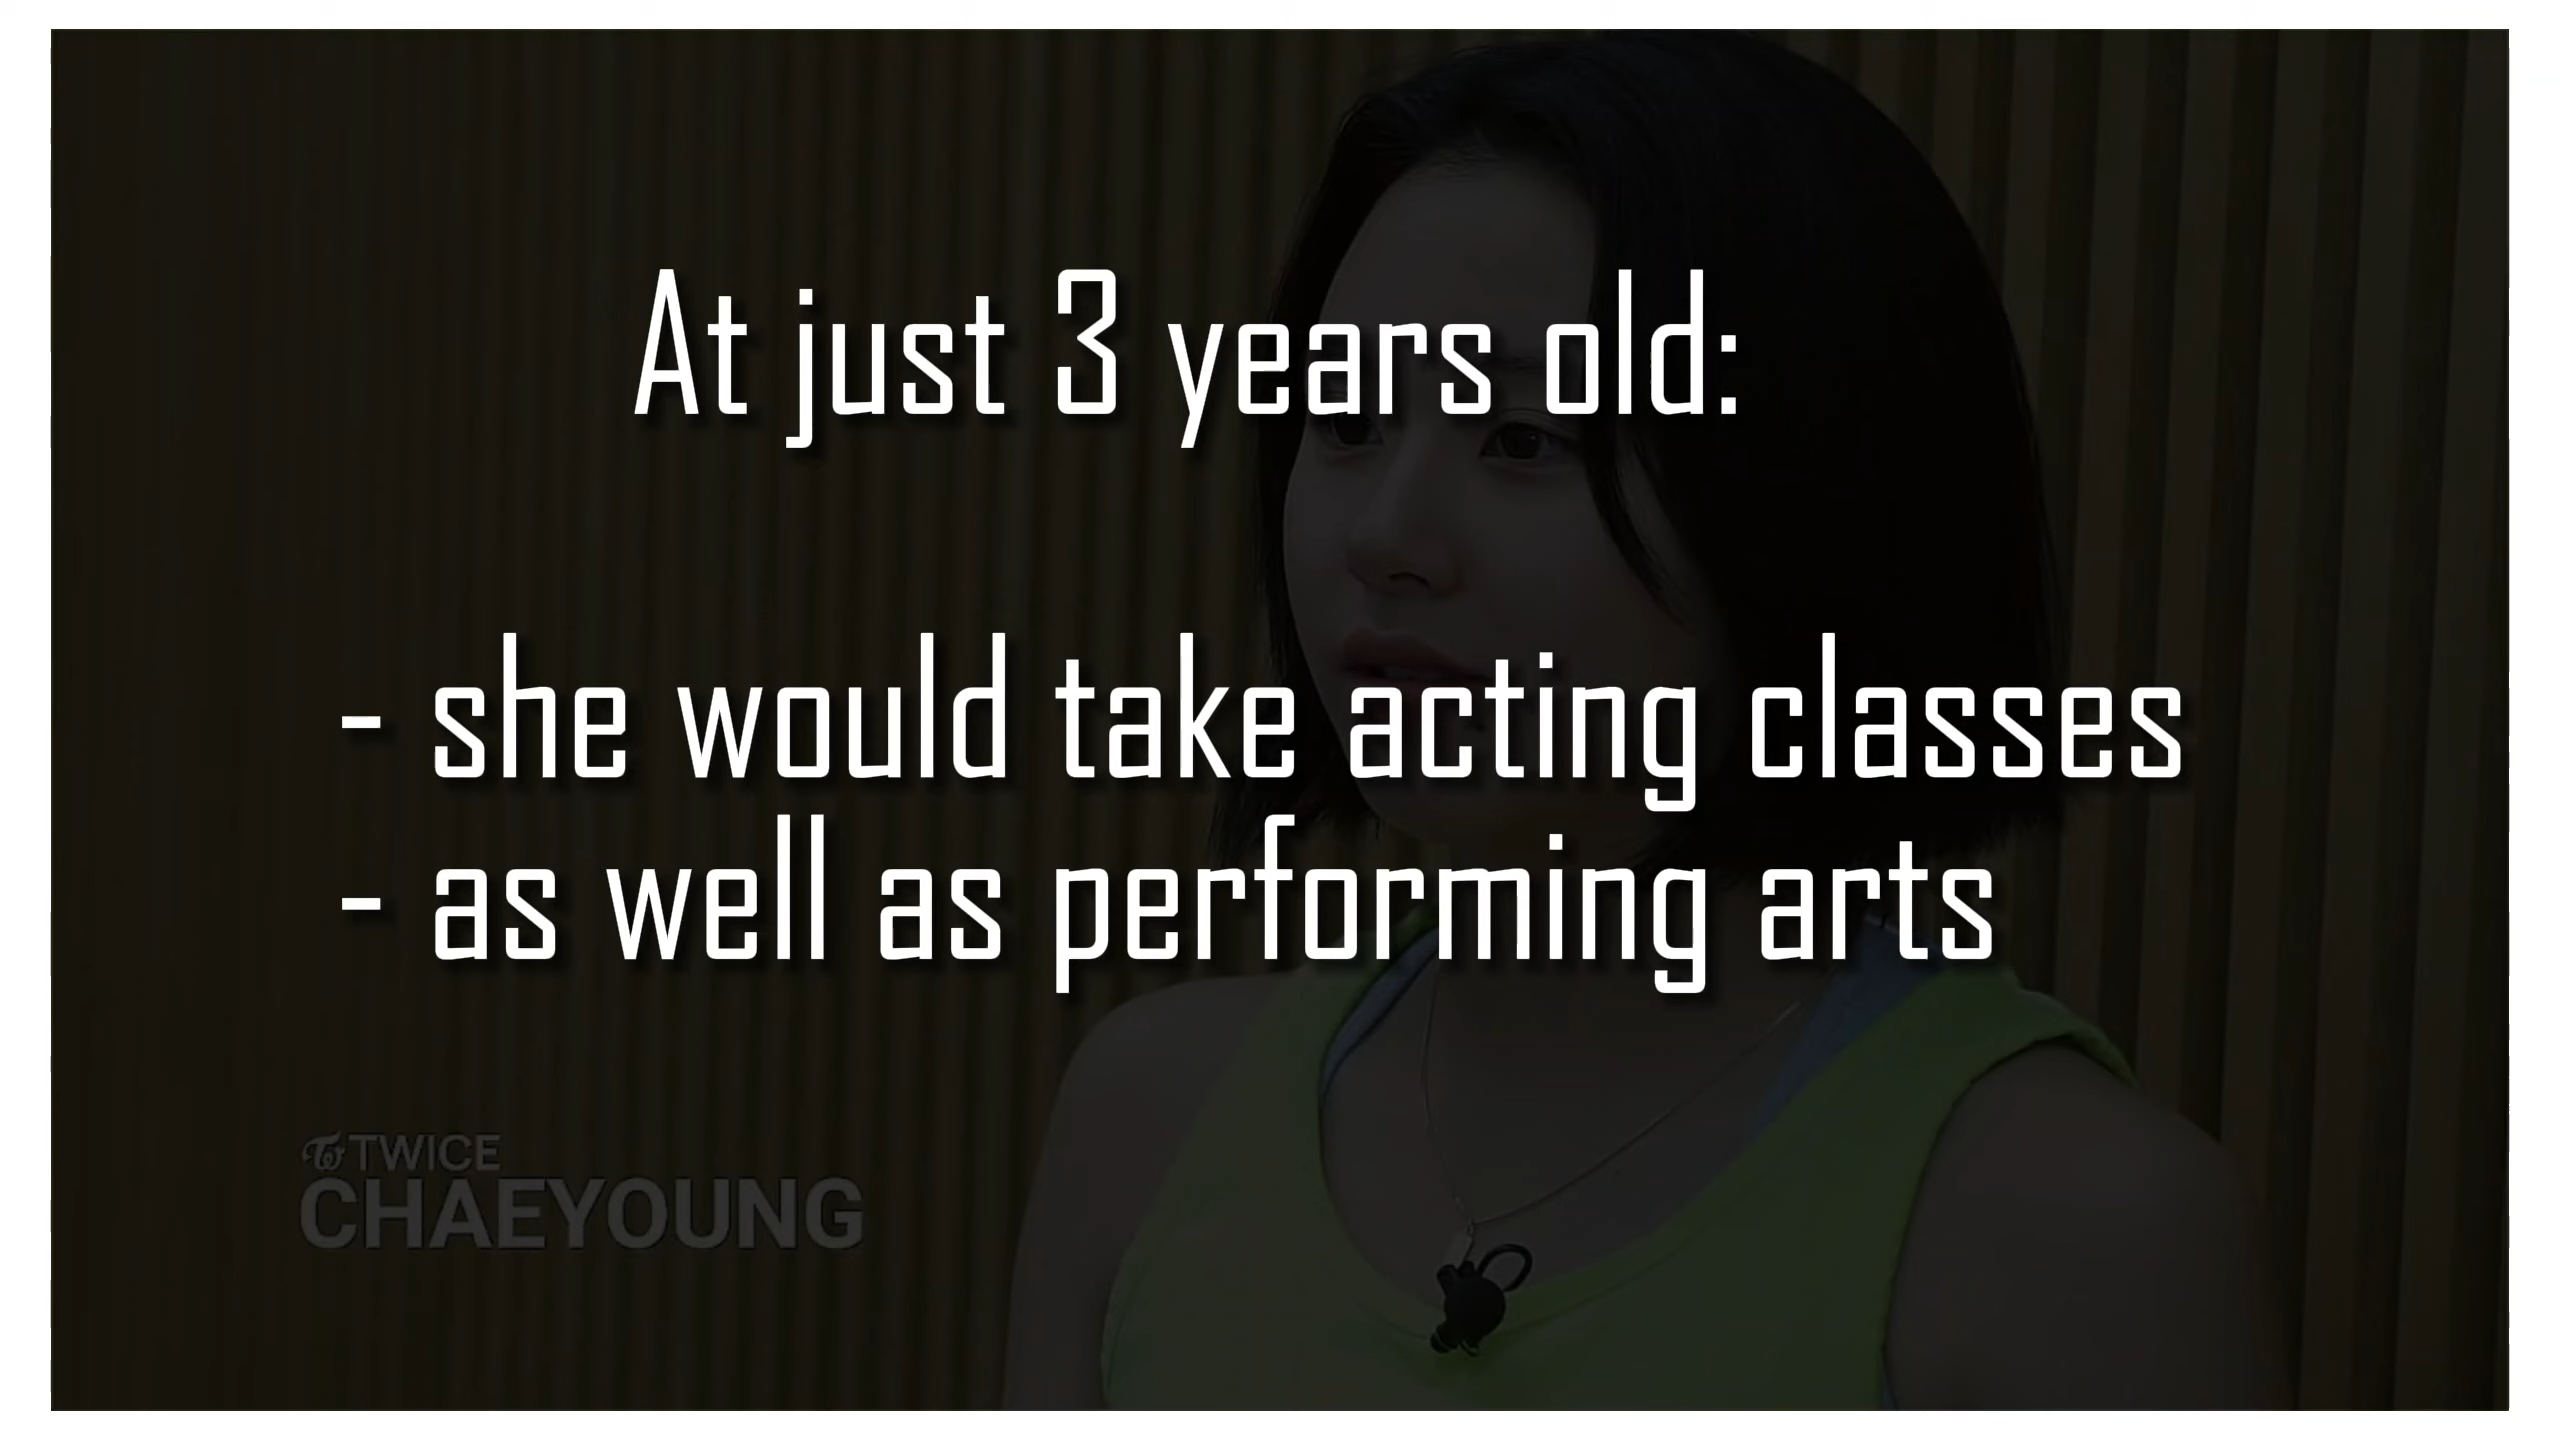 At just 3 years old:
- she would take acting classes
- as well as performing arts
TWICE
CHAEYOUNG